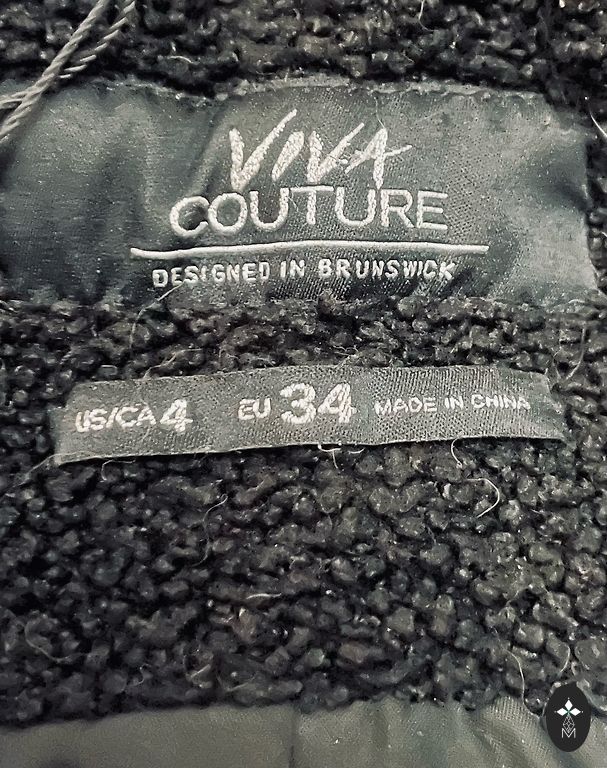 VIVA
COUTURE
DESIGNED IN BRUNSWICK
US/CA 4 EU 34 MADE IN CHINA
M